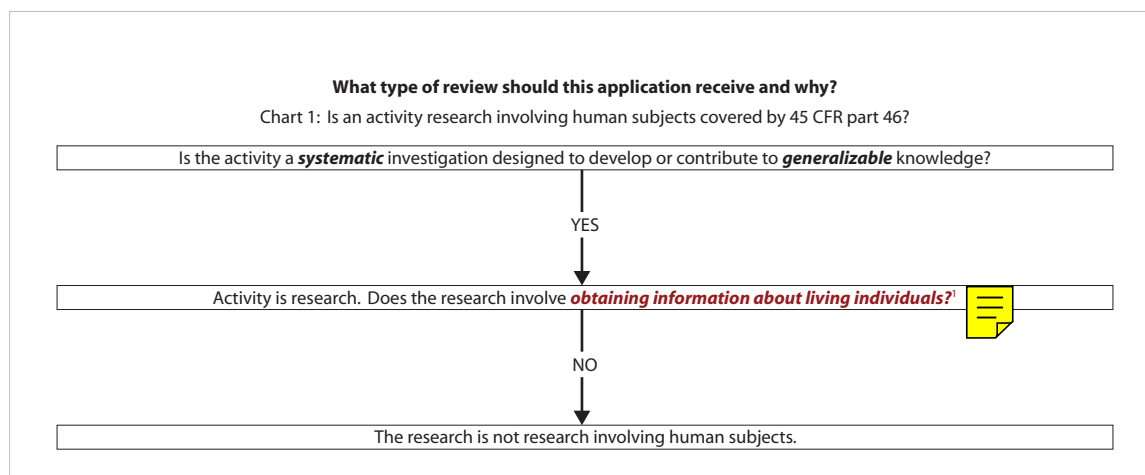 What type of review should this application receive and why?
Chart 1: Is an activity research involving human subjects covered by 45 CFR part 46?
Is the activity a systematic investigation designed to develop or contribute to generalizable knowledge?
YES
Activity is research. Does the research involve obtaining information about living individuals?¹
NO
The research is not research involving human subjects.